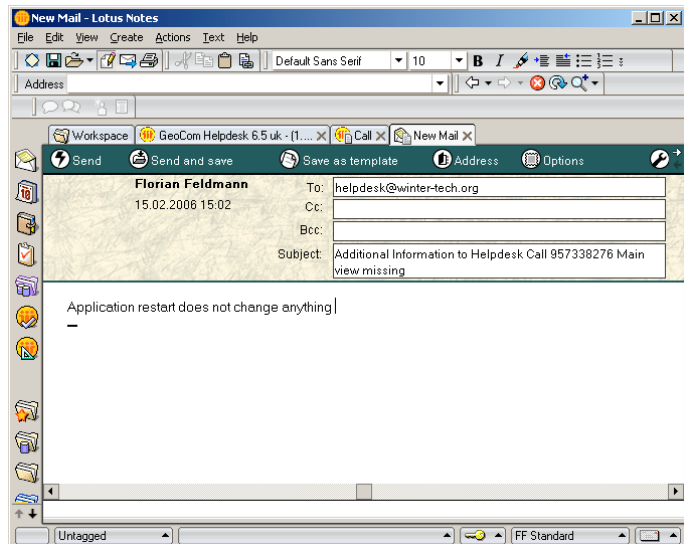 New Mail - Lotus Notes
File Edit View Create Actions Text Help
Default Sans Serif 10 B I
Address
Workspace GeoCom Helpdesk 6.5 uk - (1.... Call New Mail
Send Send and save Save as template Address Options
Florian Feldmann To: helpdesk@winter-tech.org
15.02.2006 15:02 Cc:
Bcc:
Subject: Additional Information to Helpdesk Call 957338276 Main
view missing
Application restart does not change anything
Untagged FF Standard